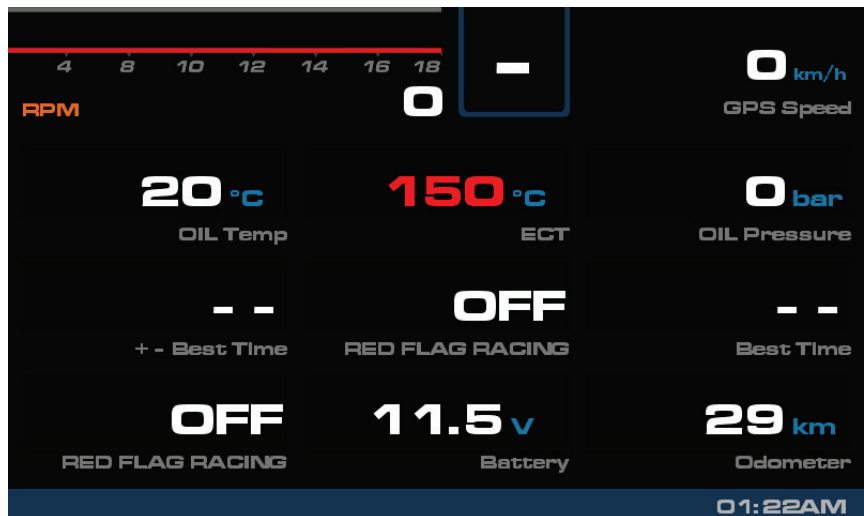 4 8 10 12 14 16 18
-
0 km/h
RPM
0
GPS Speed
20 °C
150 °C
0 bar
OIL Temp
ECT
OIL Pressure
- -
OFF
- -
+ - Best Time
RED FLAG RACING
Best Time
OFF
11.5 V
29 km
RED FLAG RACING
Battery
Odometer
01:22AM